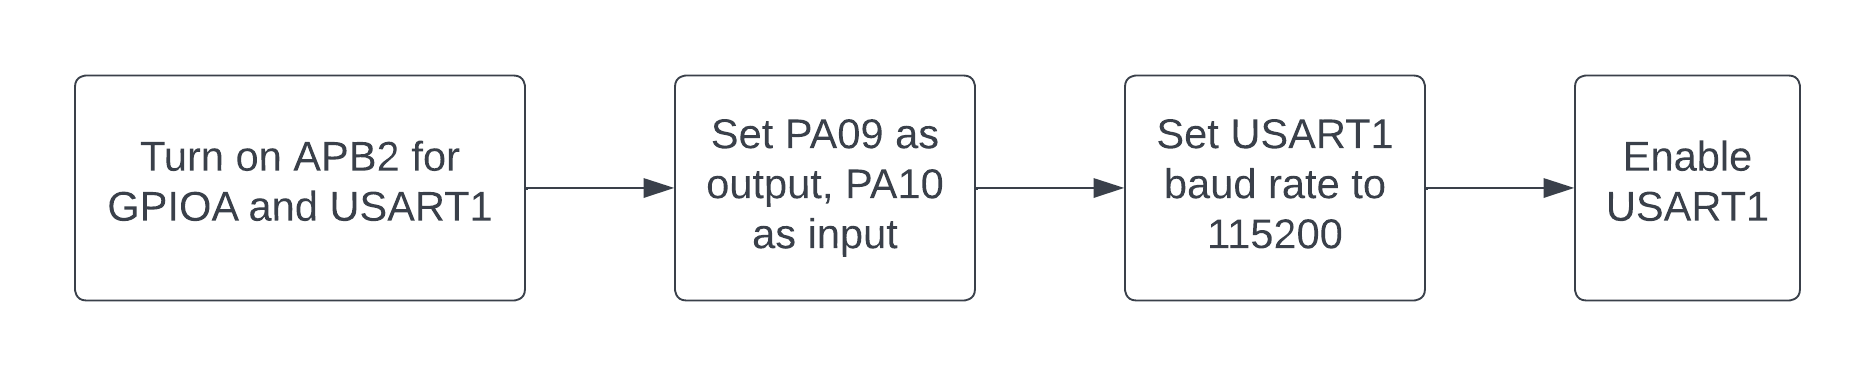 Turn on APB2 for
GPIOA and USART1
Set PA09 as
output, PA10
as input
Set USART1
baud rate to
115200
Enable
USART1